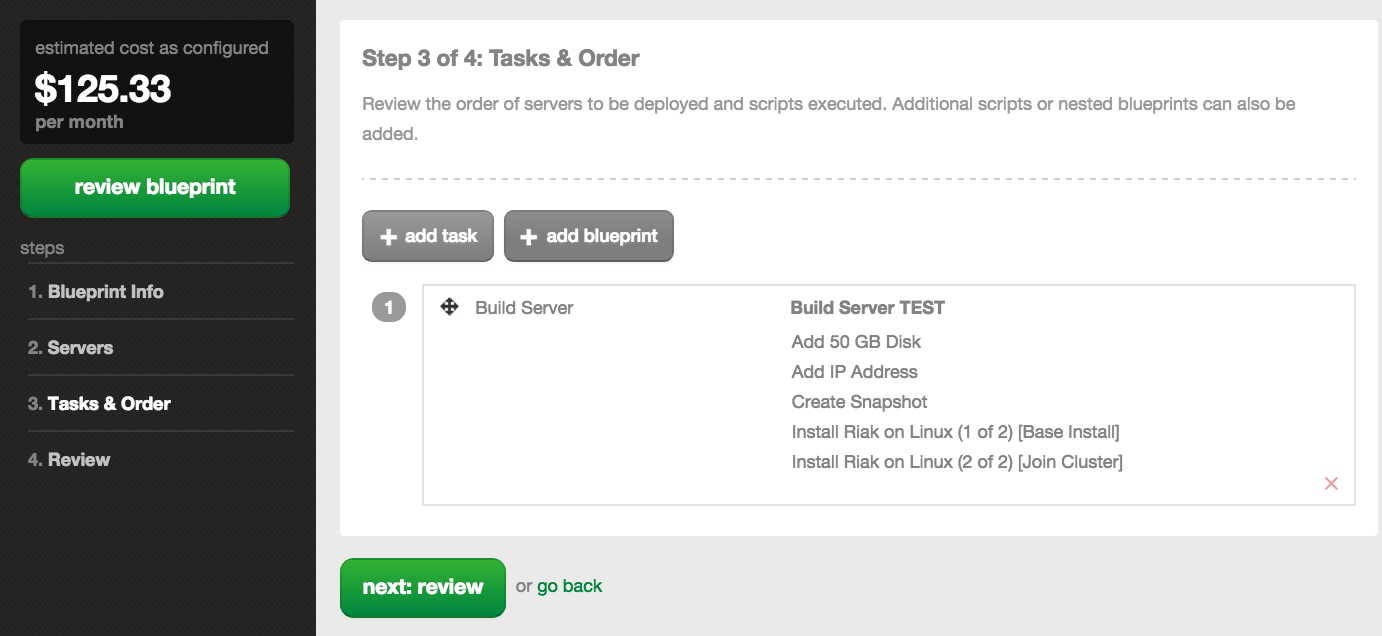 estimated cost as configured
$125.33
per month
review blueprint
steps
1. Blueprint Info
2. Servers
3. Tasks & Order
4. Review
Step 3 of 4: Tasks & Order
Review the order of servers to be deployed and scripts executed. Additional scripts or nested blueprints can also be
added.
add task
add blueprint
1
Build Server
Build Server TEST
Add 50 GB Disk
Add IP Address
Create Snapshot
Install Riak on Linux (1 of 2) [Base Install]
Install Riak on Linux (2 of 2) [Join Cluster]
next: review
or go back